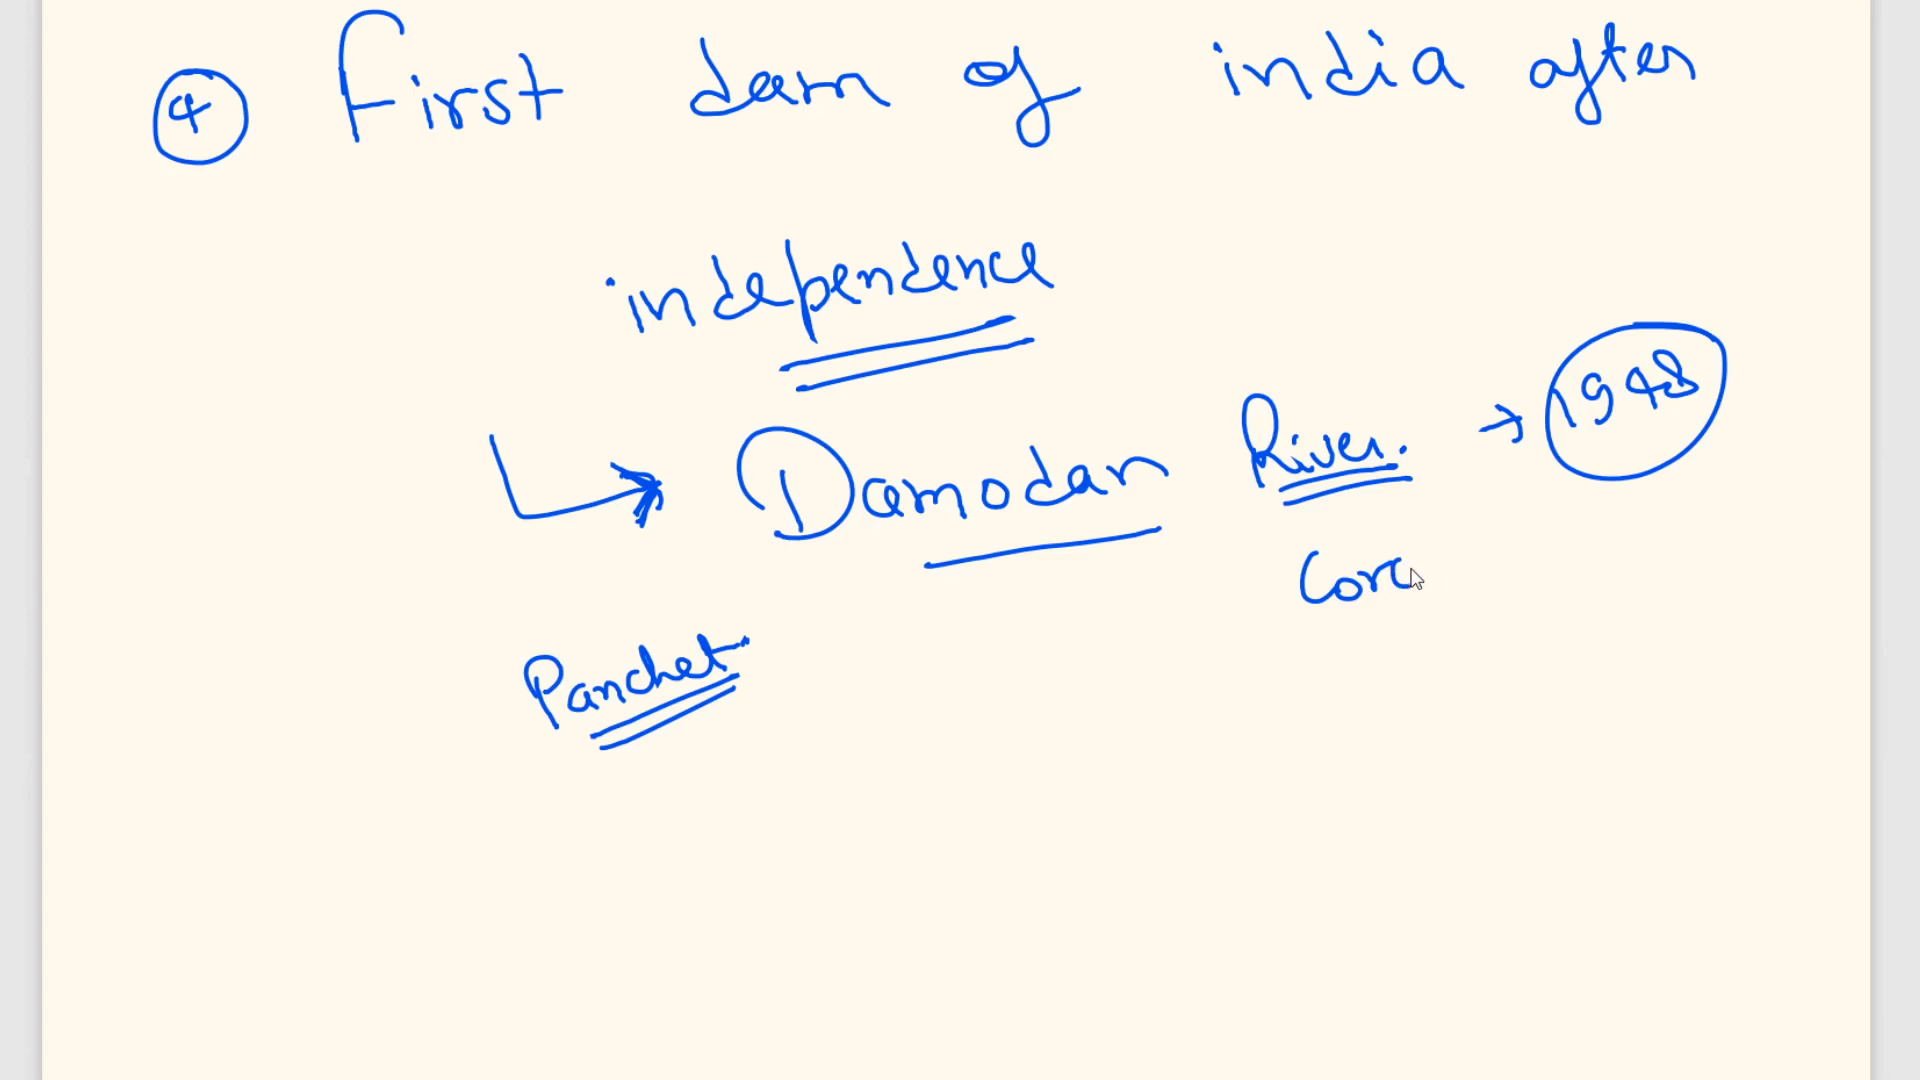 4 First dam of india after
independence
→ Damodar River. → 1948
Corc
Panchet